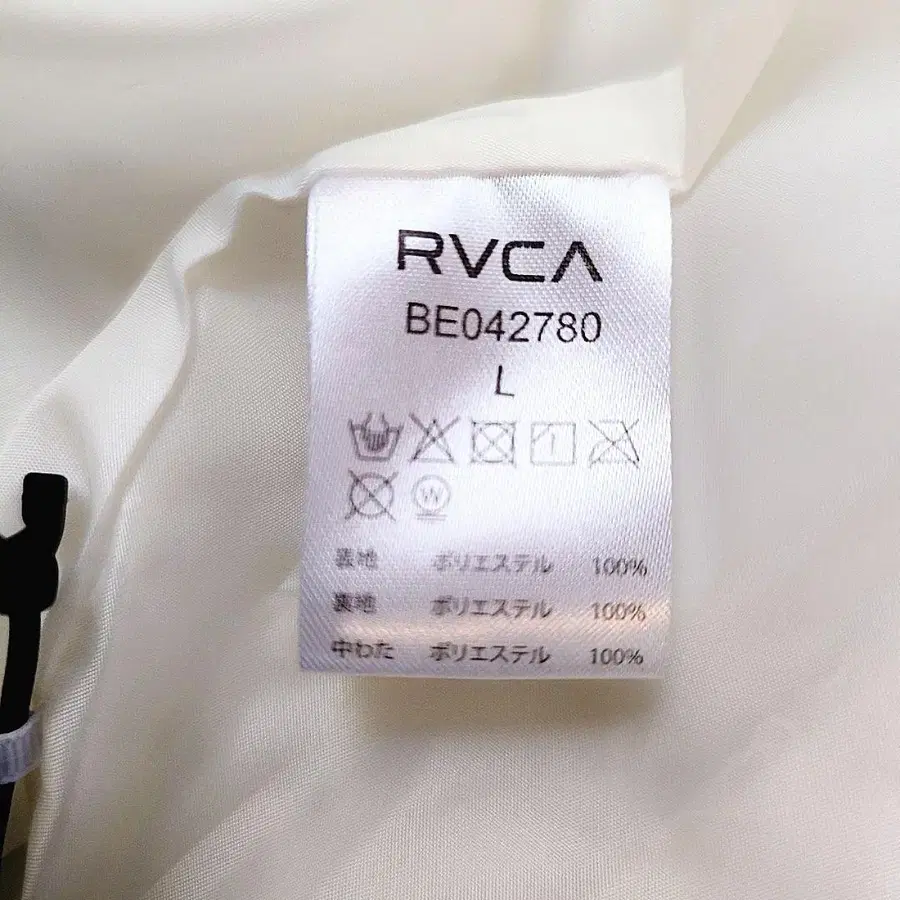 RVCA
BE042780
L
W
表地 ポリエステル 100%
裏地 ポリエステル 100%
中わた ポリエステル 100%